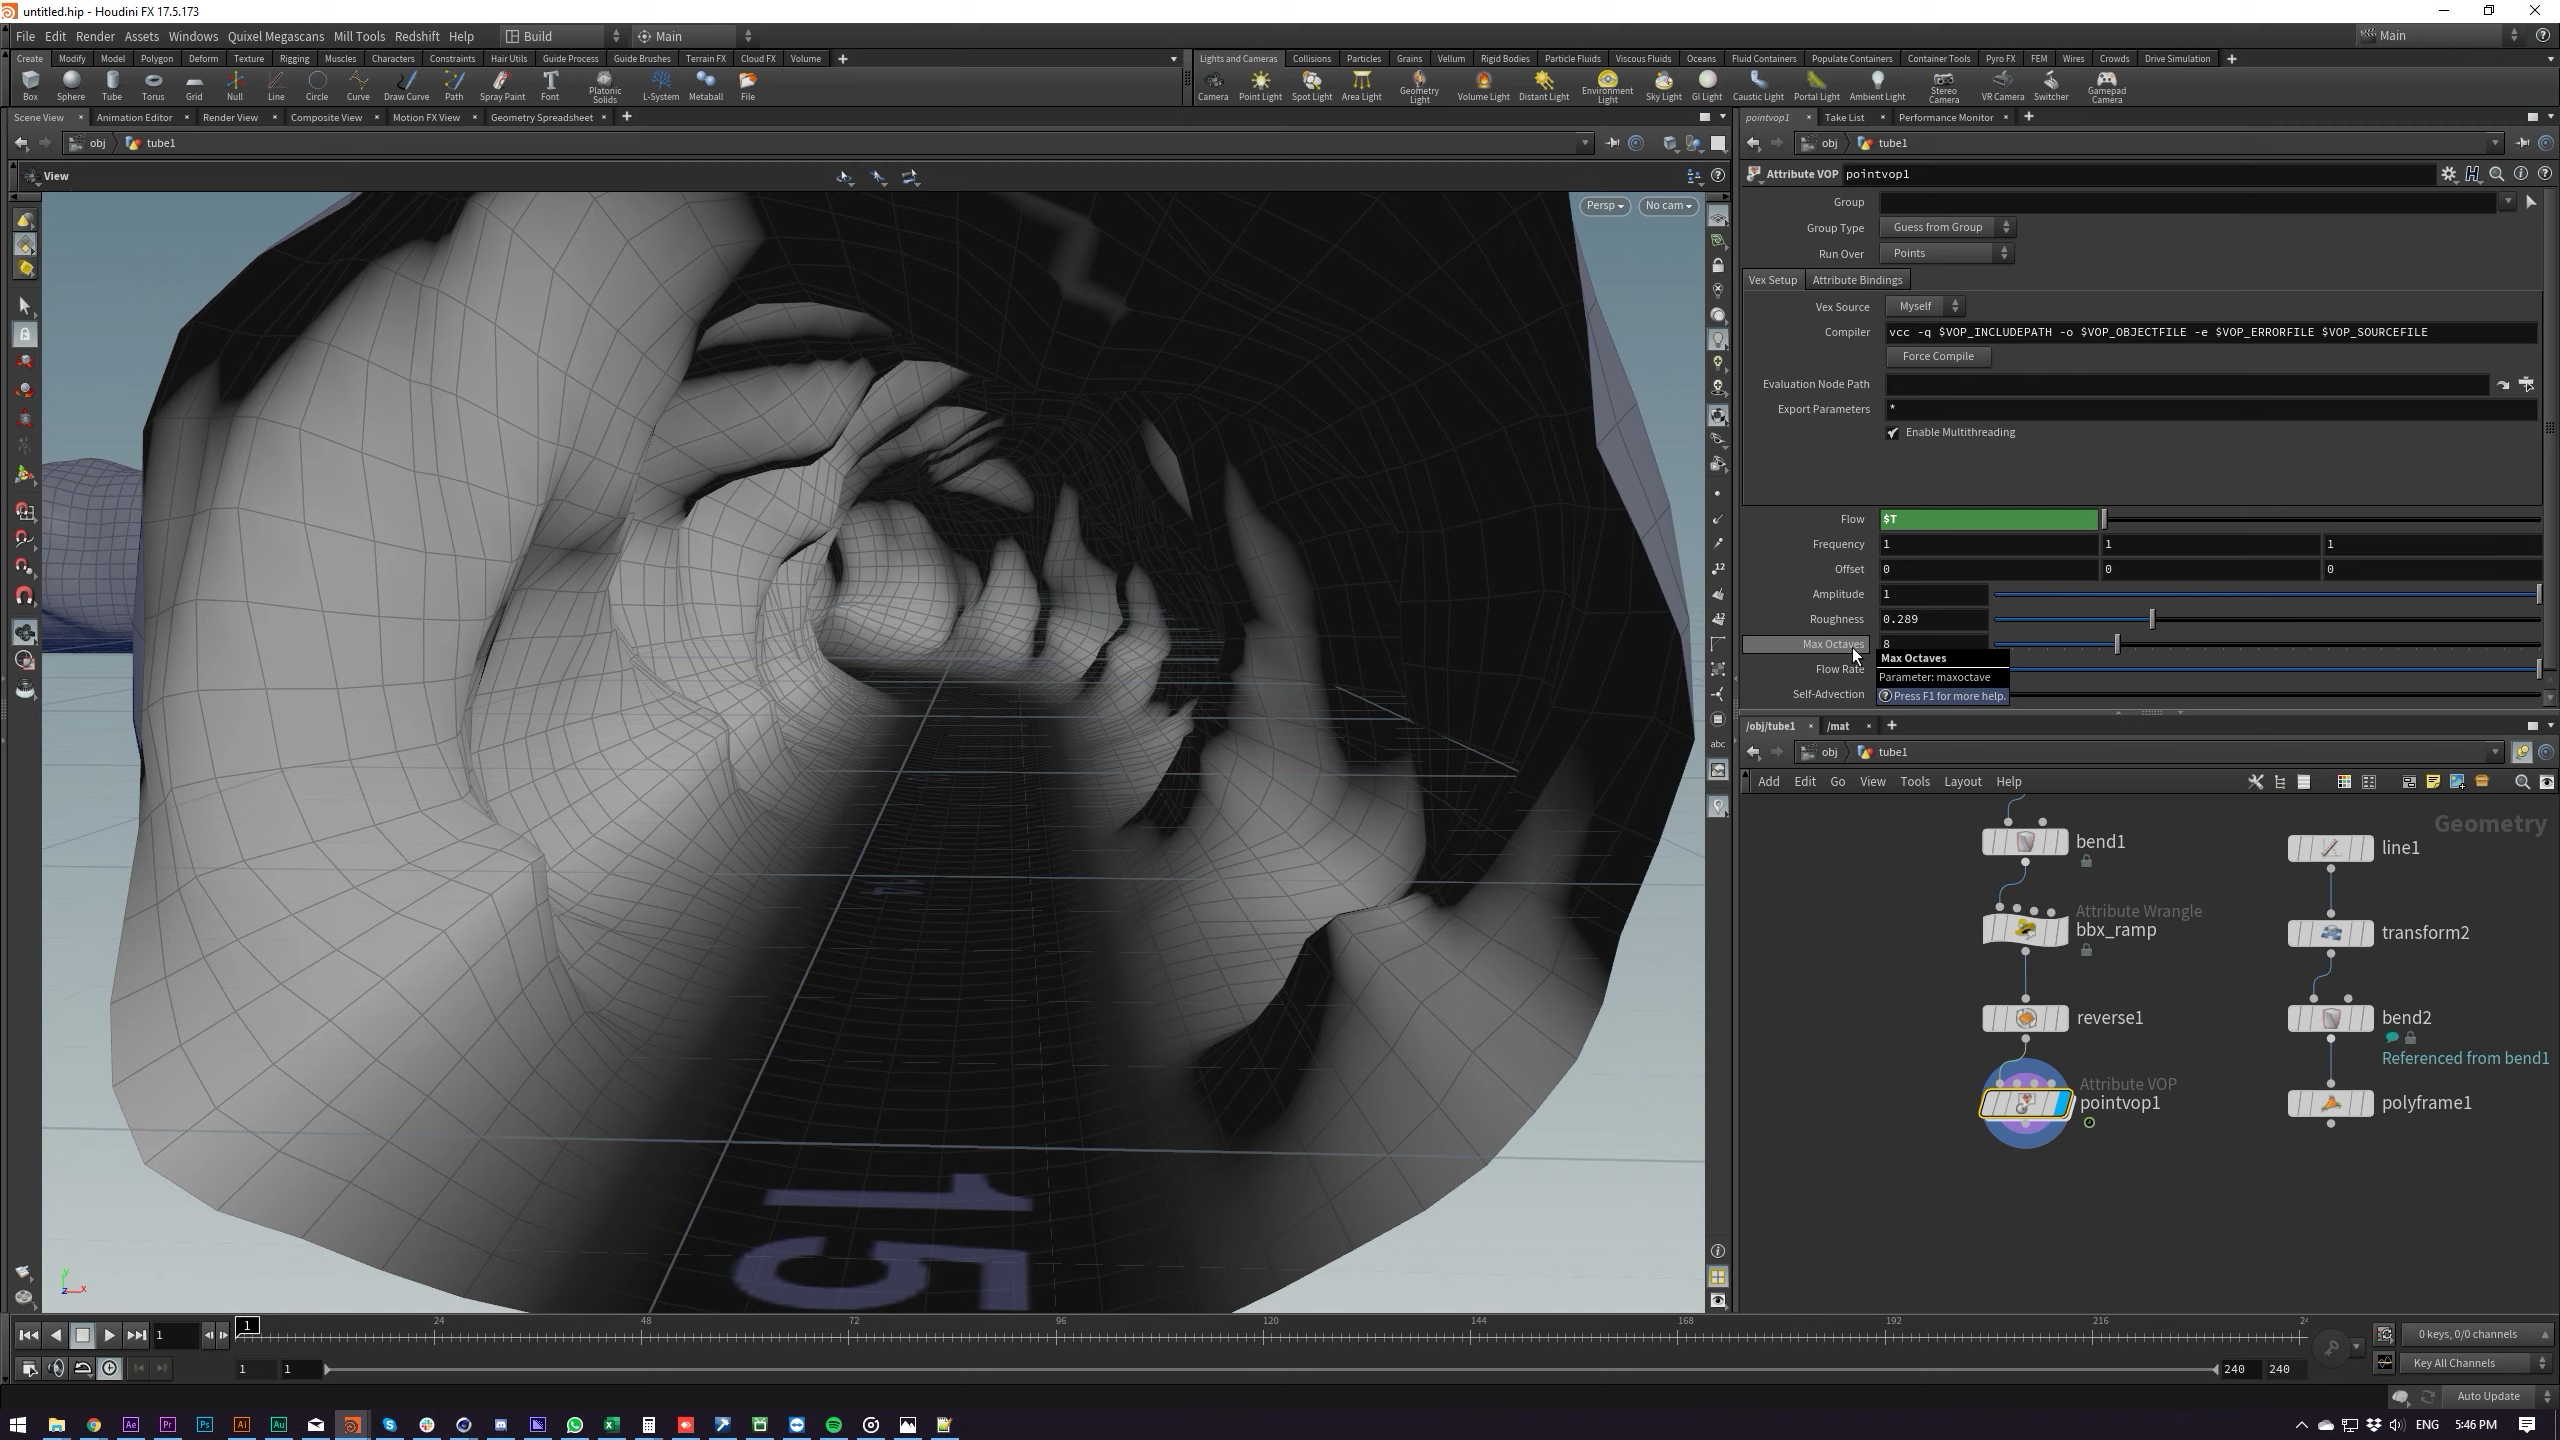 untitled.hip - Houdini FX 17.5.173
File Edit Render Assets Windows Quixel Megascans Mill Tools Redshift Help Build Main Main
Create Modify Model Polygon Deform Texture Rigging Muscles Characters Constraints Hair Utils Guide Process Guide Brushes Terrain FX Cloud FX Volume
Lights and Cameras Collisions Particles Grains Vellum Rigid Bodies Particle Fluids Viscous Fluids Oceans Fluid Containers Populate Containers Container Tools Pyro FX FEM Wires Crowds Drive Simulation
Box Sphere Tube Torus Grid Null Line Circle Curve Draw Curve Path Spray Paint Font Platonic Solids L-System Metaball File
Camera Point Light Spot Light Area Light Geometry Light Volume Light Distant Light Environment Light Sky Light GI Light Caustic Light Portal Light Ambient Light Stereo Camera VR Camera Switcher Gamepad Camera
Scene View Animation Editor Render View Composite View Motion FX View Geometry Spreadsheet
pointvop1 Take List Performance Monitor
obj tube1
obj tube1
View
Persp No cam
Attribute VOP pointvop1
Group
Group Type Guess from Group
Run Over Points
Vex Setup Attribute Bindings
Vex Source Myself
Compiler vcc -q $VOP_INCLUDEPATH -o $VOP_OBJECTFILE -e $VOP_ERRORFILE $VOP_SOURCEFILE
Force Compile
Evaluation Node Path
Export Parameters *
Enable Multithreading
Flow $T
Frequency 1 1 1
Offset 0 0 0
Amplitude 1
Roughness 0.289
Max Octaves 8
Max Octaves
Parameter: maxoctave
Press F1 for more help.
Flow Rate
Self-Advection
/obj/tube1 /mat
obj tube1
Add Edit Go View Tools Layout Help
Geometry
bend1
line1
Attribute Wrangle
bbx_ramp
transform2
reverse1
bend2
Referenced from bend1
Attribute VOP
pointvop1
polyframe1
abc
12
15
y
z x
1 1 24 48 72 96 120 144 168 192 216 24
0 keys, 0/0 channels
1 1 240 240
Key All Channels
Auto Update
ENG 5:46 PM